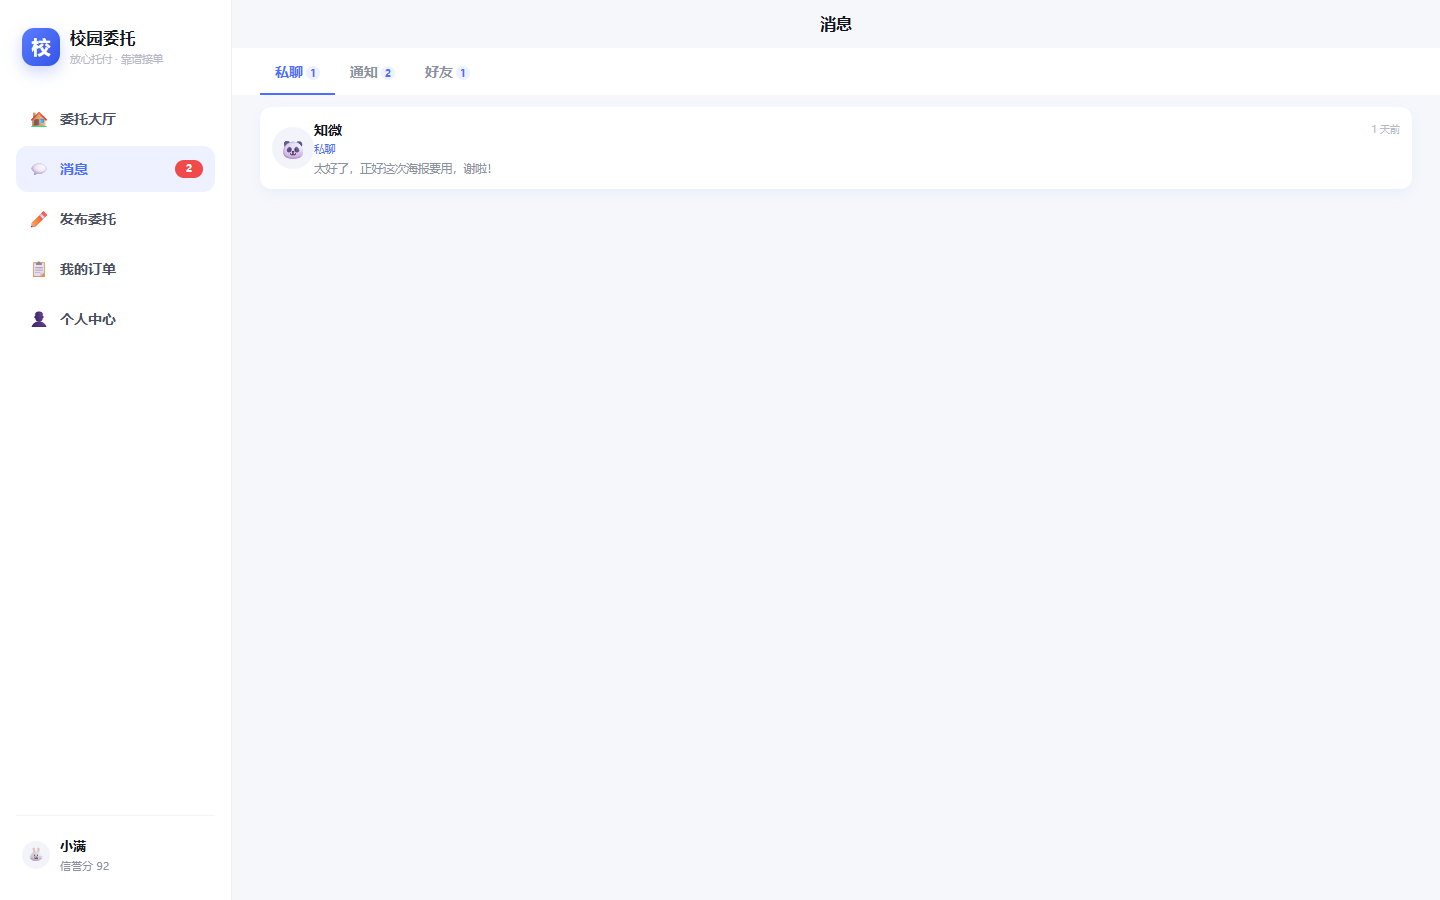 校
校园委托
放心托付 · 靠谱接单
委托大厅
消息 2
发布委托
我的订单
个人中心
小满
信誉分 92
消息
私聊 1 通知 2 好友 1
知微 1 天前
私聊
太好了，正好这次海报要用，谢啦！